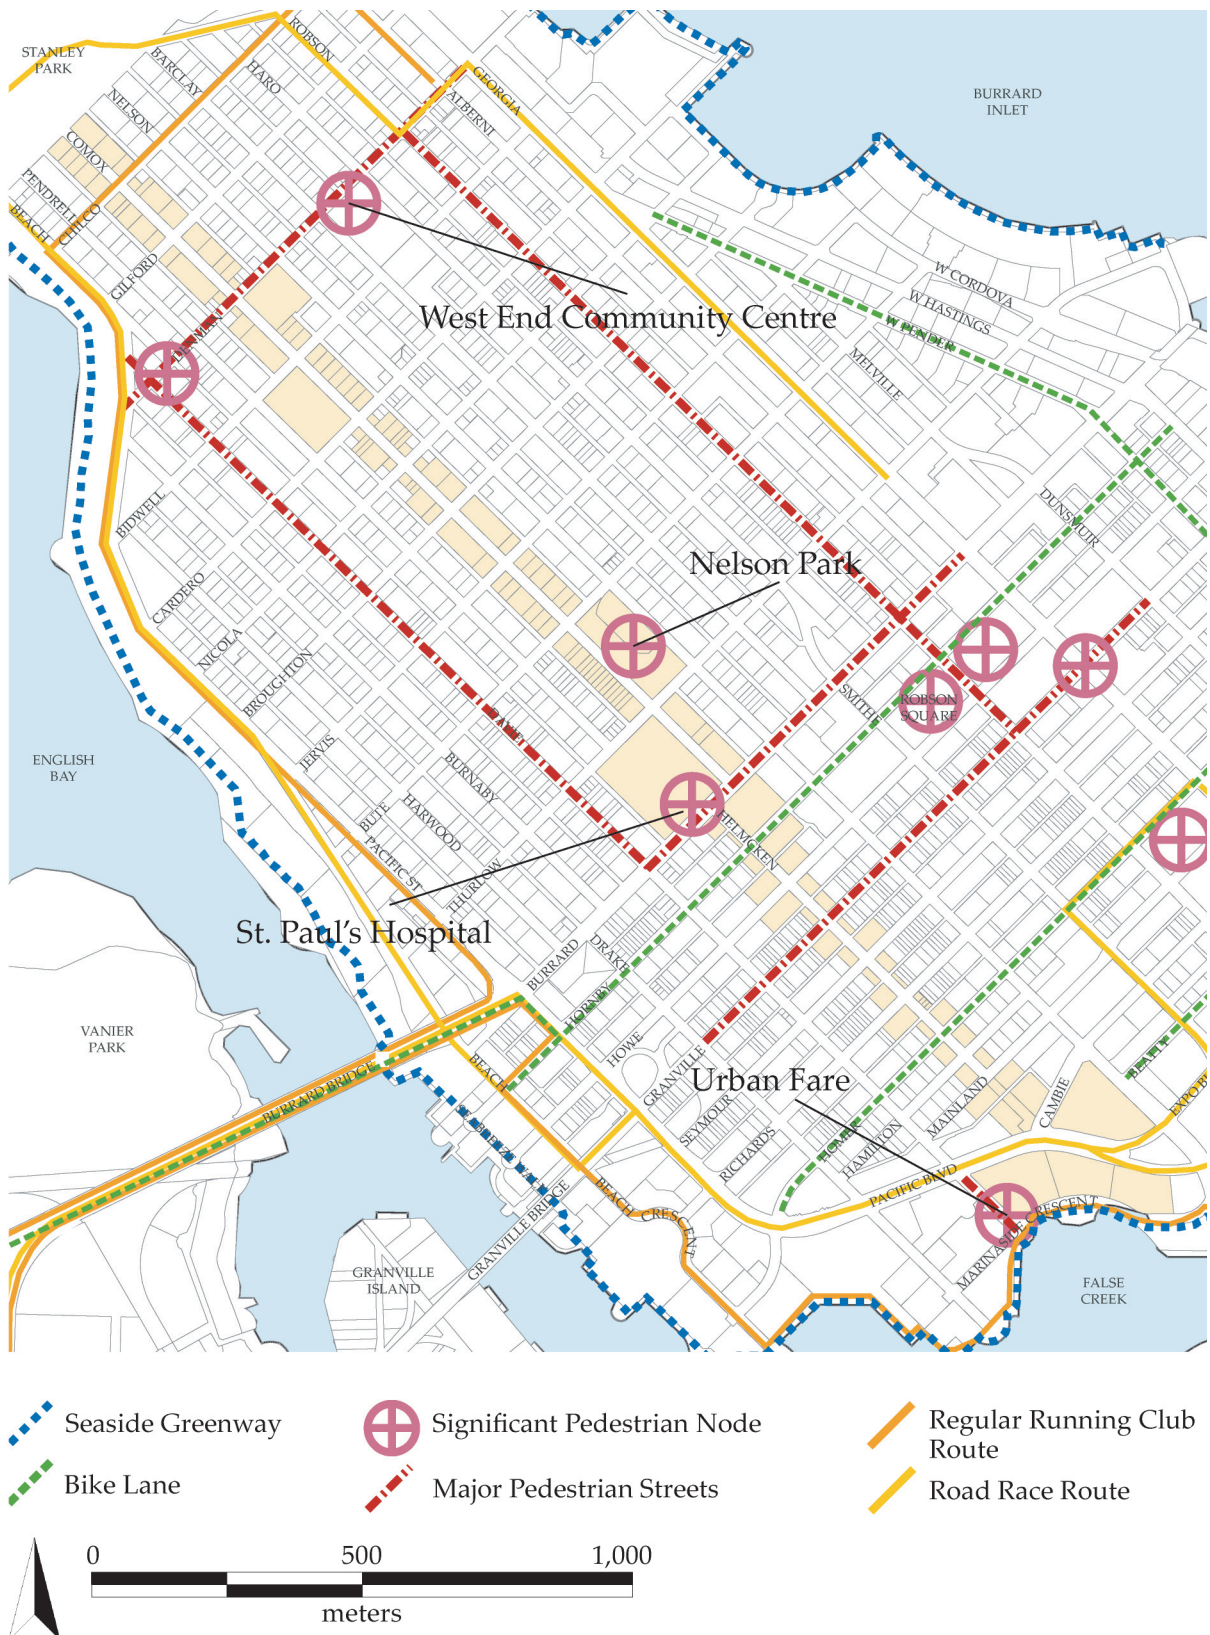 STANLEY
PARK
BARCLAY
ROBSON
HARO
NELSON
COMOX
PENDRELL
BEACH
CHILCO
GILFORD
DENMAN
GEORGIA
ALBERNI
BURRARD
INLET
W CORDOVA
W HASTINGS
W PENDER
MELVILLE
West End Community Centre
BIDWELL
CARDERO
NICOLA
BROUGHTON
JERVIS
BUTE
PACIFIC ST
HARWOOD
BURNABY
DAVIE
THURLOW
DUNSMUIR
Nelson Park
SMITHE
ROBSON
SQUARE
ENGLISH
BAY
HELMCKEN
St. Paul's Hospital
BURRARD
DRAKE
HORNBY
HOWE
GRANVILLE
VANIER
PARK
BURRARD BRIDGE
BEACH
Urban Fare
SEYMOUR
RICHARDS
HOMER
HAMILTON
MAINLAND
CAMBIE
BEATTY
PACIFIC BLVD
BEACH CRESCENT
GRANVILLE BRIDGE
MARINASIDE CRESCENT
GRANVILLE
ISLAND
FALSE
CREEK
Seaside Greenway
Bike Lane
Significant Pedestrian Node
Major Pedestrian Streets
Regular Running Club
Route
Road Race Route
0 500 1,000
meters